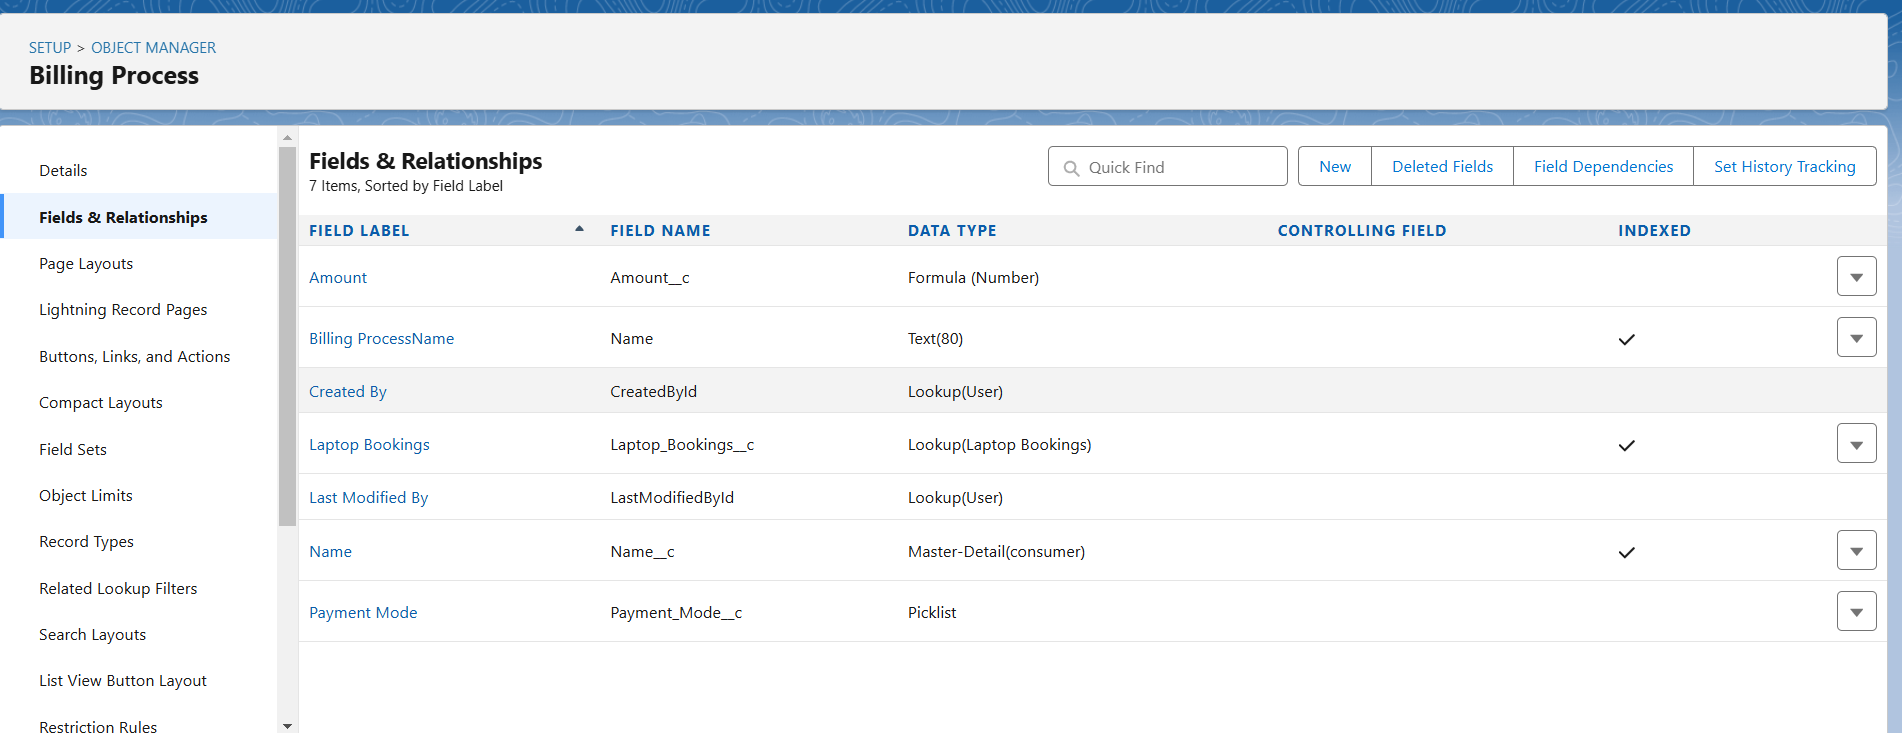 SETUP > OBJECT MANAGER
Billing Process
Details
Fields & Relationships
Page Layouts
Lightning Record Pages
Buttons, Links, and Actions
Compact Layouts
Field Sets
Object Limits
Record Types
Related Lookup Filters
Search Layouts
List View Button Layout
Restriction Rules
Fields & Relationships
7 Items, Sorted by Field Label
Quick Find
New
Deleted Fields
Field Dependencies
Set History Tracking
FIELD LABEL FIELD NAME DATA TYPE CONTROLLING FIELD INDEXED
Amount Amount__c Formula (Number)
Billing ProcessName Name Text(80)
Created By CreatedById Lookup(User)
Laptop Bookings Laptop_Bookings__c Lookup(Laptop Bookings)
Last Modified By LastModifiedById Lookup(User)
Name Name__c Master-Detail(consumer)
Payment Mode Payment_Mode__c Picklist